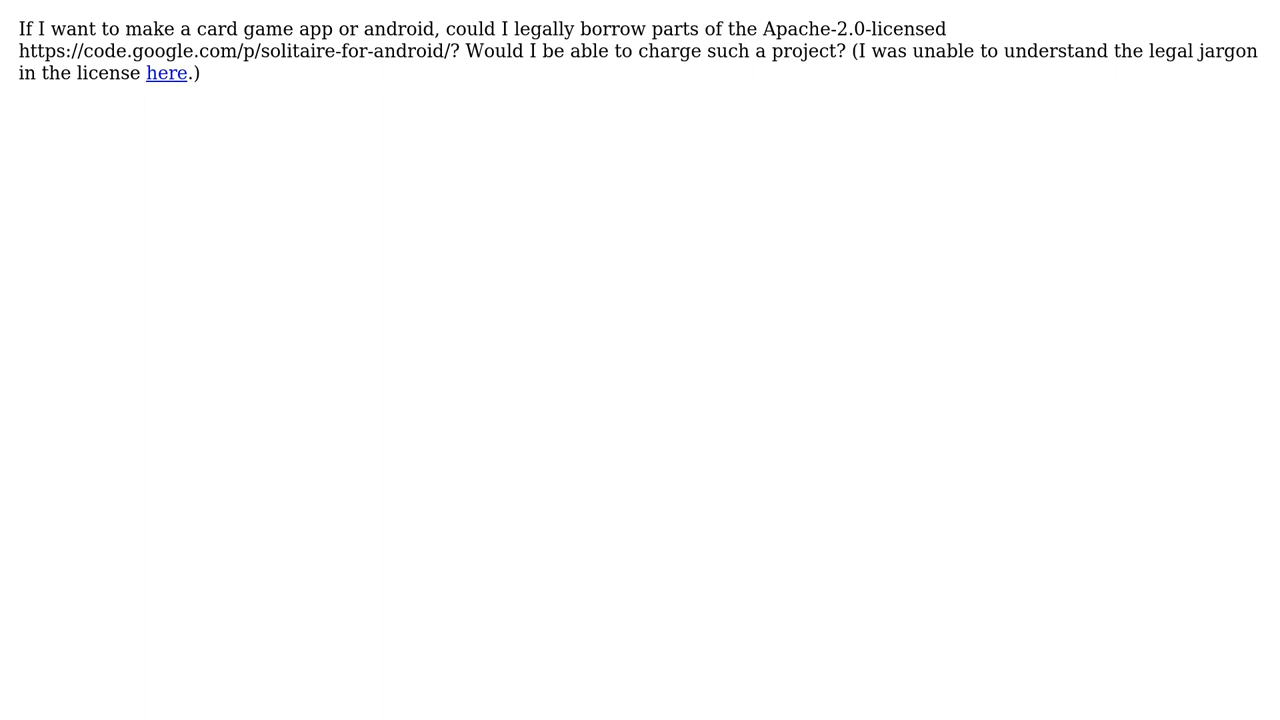 If I want to make a card game app or android, could I legally borrow parts of the Apache-2.0-licensed
https://code.google.com/p/solitaire-for-android/? Would I be able to charge such a project? (I was unable to understand the legal jargon
in the license here.)